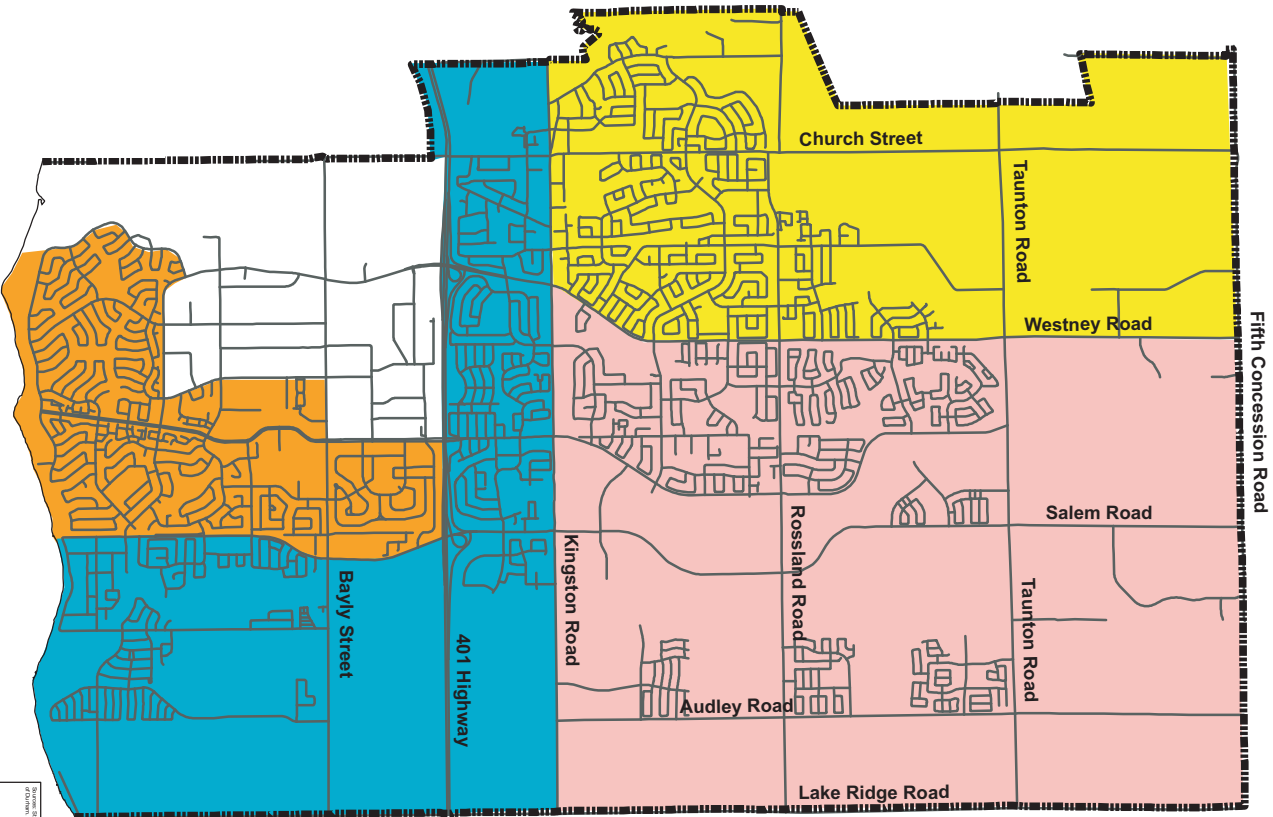 Church Street
Taunton Road
Westney Road
Fifth Concession Road
Salem Road
Rossland Road
Kingston Road
Bayly Street
Taunton Road
401 Highway
Audley Road
Lake Ridge Road